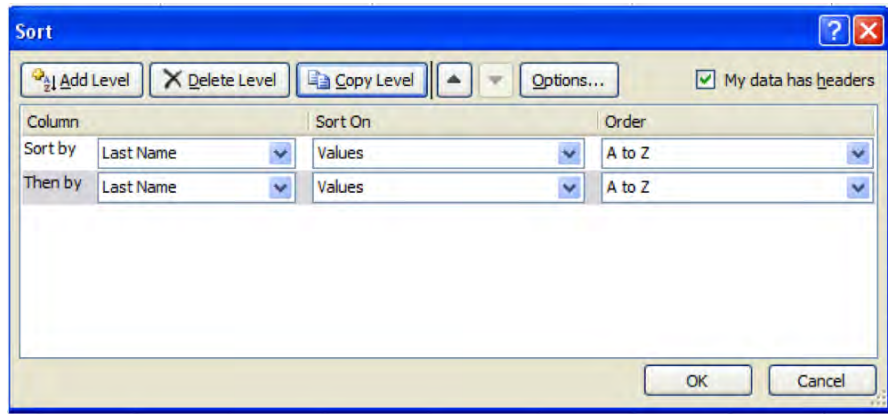 Sort
Add Level Delete Level Copy Level Options... My data has headers
Column Sort On Order
Sort by Last Name Values A to Z
Then by Last Name Values A to Z
OK Cancel